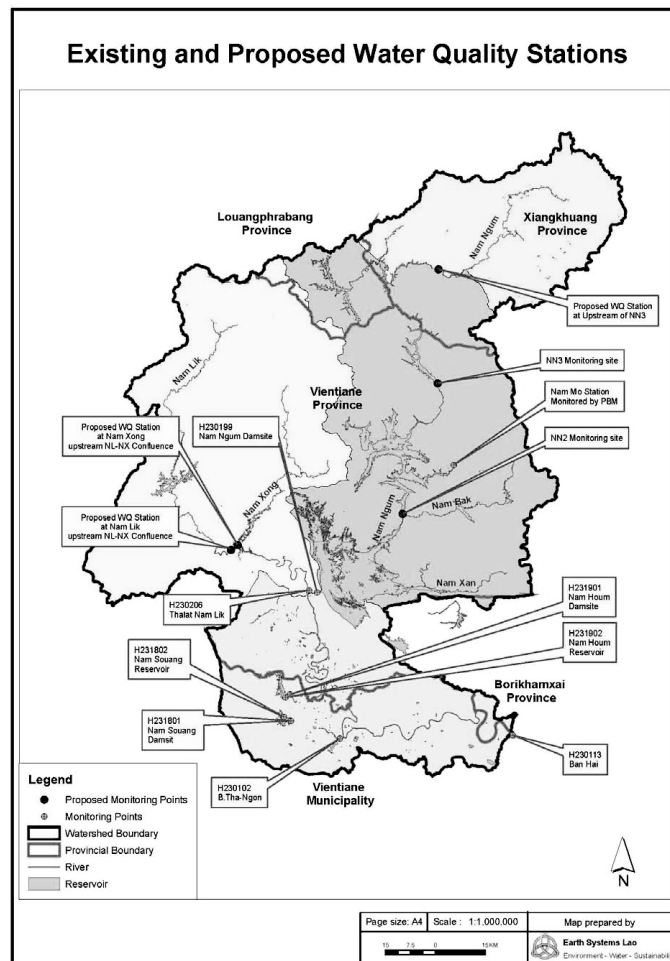 Existing and Proposed Water Quality Stations
Louangphrabang
Province
Xiangkhuang
Province
Nam Ngum
Proposed WQ Station
at Upstream of NN3
Nam Lik
Vientiane
Province
NN3 Monitoring site
Nam Mo Station
Monitored by PBM
NN2 Monitoring site
Proposed WQ Station
at Nam Xong
upstream NL-NX Confluence
H230199
Nam Ngum Damsite
Nam Xong
Nam Ngum
Nam Bak
Proposed WQ Station
at Nam Lik
upstream NL-NX Confluence
Nam Xan
H230206
Thalat Nam Lik
H231901
Nam Houm
Damsite
H231902
Nam Houm
Reservoir
H231802
Nam Souang
Reservoir
Borikhamxai
Province
H231801
Nam Souang
Damsit
H230113
Ban Hai
H230102
B.Tha-Ngon
Vientiane
Municipality
Legend
Proposed Monitoring Points
Monitoring Points
Watershed Boundary
Provincial Boundary
River
Reservoir
N
Page size: A4
Scale : 1:1,000,000
Map prepared by
15 7.5 0 15KM
Earth Systems Lao
Environment - Water - Sustainabili